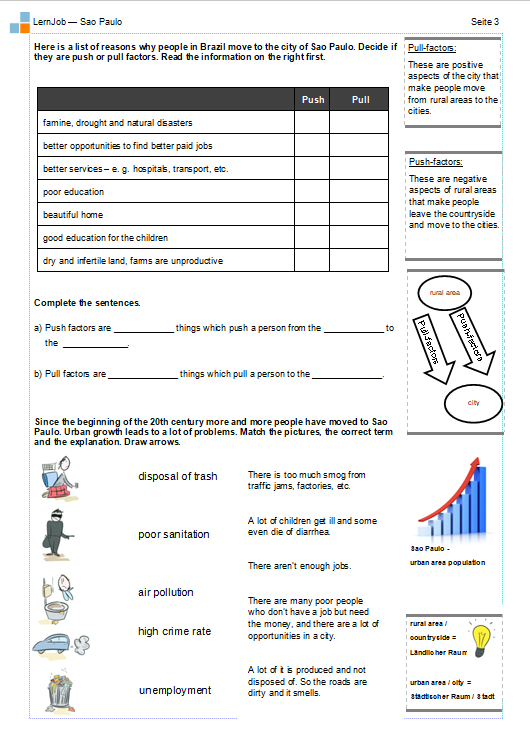 LernJob — Sao Paulo
Seite 3
Here is a list of reasons why people in Brazil move to the city of Sao Paulo. Decide if
they are push or pull factors. Read the information on the right first.
Push Pull
famine, drought and natural disasters
better opportunities to find better paid jobs
better services – e. g. hospitals, transport, etc.
poor education
beautiful home
good education for the children
dry and infertile land, farms are unproductive
Complete the sentences.
a) Push factors are ____________ things which push a person from the ____________ to
the _____________.
b) Pull factors are ______________ things which pull a person to the ______________.
Since the beginning of the 20th century more and more people have moved to Sao
Paulo. Urban growth leads to a lot of problems. Match the pictures, the correct term
and the explanation. Draw arrows.
disposal of trash
poor sanitation
air pollution
high crime rate
unemployment
There is too much smog from
traffic jams, factories, etc.
A lot of children get ill and some
even die of diarrhea.
There aren't enough jobs.
There are many poor people
who don't have a job but need
the money, and there are a lot of
opportunities in a city.
A lot of it is produced and not
disposed of. So the roads are
dirty and it smells.
Pull-factors:
These are positive
aspects of the city that
make people move
from rural areas to the
cities.
Push-factors:
These are negative
aspects of rural areas
that make people
leave the countryside
and move to the cities.
rural area
Pull-factors
Push-factors
city
Sao Paulo -
urban area population
rural area /
countryside =
Ländlicher Raum
urban area / city =
Städtischer Raum / Stadt